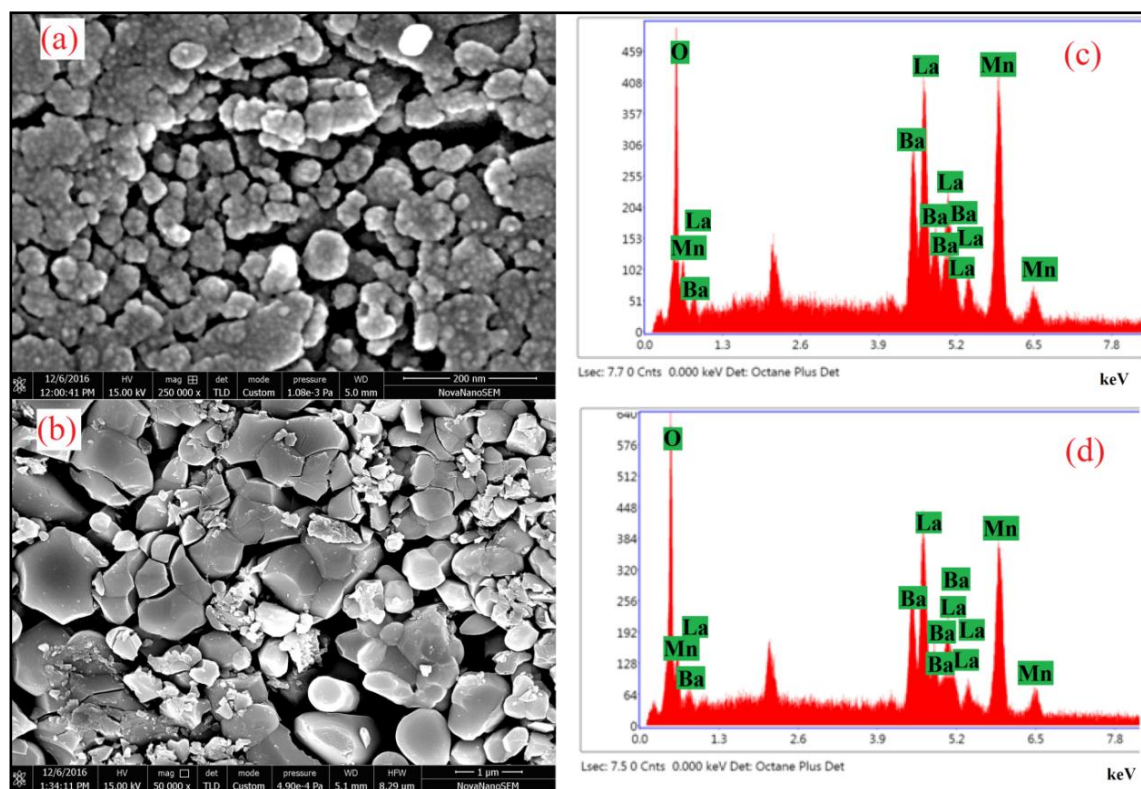 (a)
12/6/2016 HV mag det mode pressure WD 200 nm
12:00:41 PM 15.00 kV 250 000 x TLD Custom 1.08e-3 Pa 5.0 mm NovaNanoSEM
(b)
12/6/2016 HV mag det mode pressure WD HFW 1 µm
1:34:11 PM 15.00 kV 50 000 x TLD Custom 4.90e-4 Pa 5.1 mm 8.29 µm NovaNanoSEM
(c)
459
408
357
306
255
204
153
102
51
0
O
La
Mn
Ba
Ba
La
La
Ba
Ba
Ba
La
La
Mn
Mn
0.0 1.3 2.6 3.9 5.2 6.5 7.8
Lsec: 7.7 0 Cnts 0.000 keV Det: Octane Plus Det
keV
(d)
640
576
512
448
384
320
256
192
128
64
0
O
La
Mn
Ba
Ba
La
Ba
La
Ba
La
Ba
La
Mn
Mn
0.0 1.3 2.6 3.9 5.2 6.5 7.8
Lsec: 7.5 0 Cnts 0.000 keV Det: Octane Plus Det
keV